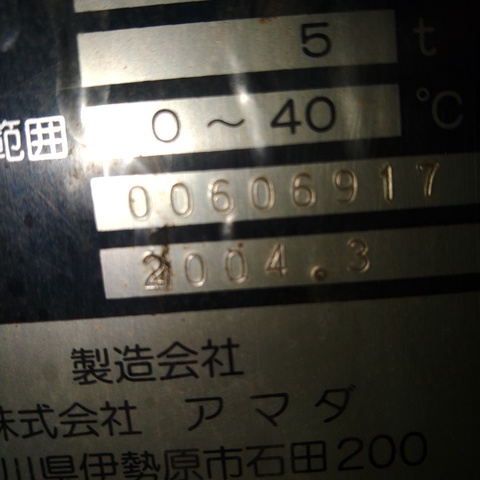 5 t
範囲 0～40 ℃
00606917
2004.3
製造会社
株式会社 アマダ
川県伊勢原市石田200